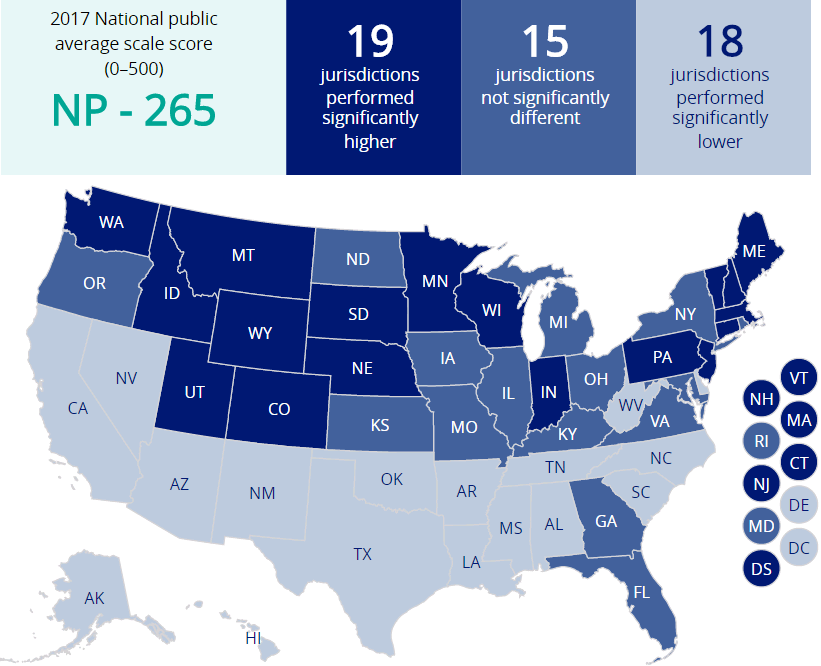 2017 National public
average scale score
(0–500)
NP - 265
19
jurisdictions
performed
significantly
higher
15
jurisdictions
not significantly
different
18
jurisdictions
performed
significantly
lower
WA
OR
CA
NV
ID
MT
WY
UT
CO
AZ
NM
ND
SD
NE
KS
OK
TX
MN
IA
MO
AR
LA
WI
IL
MI
IN
OH
KY
TN
MS
AL
GA
FL
SC
NC
VA
WV
PA
NY
ME
AK
HI
VT
NH
MA
RI
CT
NJ
DE
MD
DC
DS